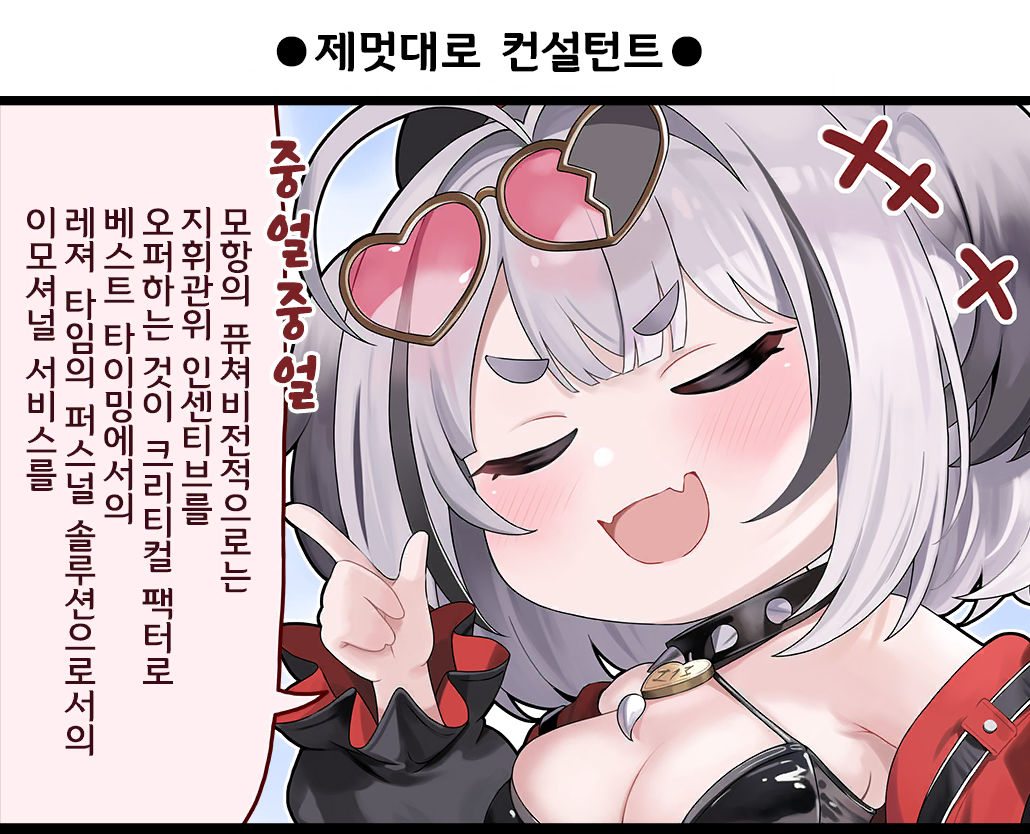 ●제멋대로 컨설턴트●
중얼중얼
모항의 퓨쳐비전적으로는
지휘관위 인센티브를
오퍼하는 것이 크리티컬 팩터로
베스트 타이밍에서의
레져 타임의 퍼스널 솔루션으로서의
이모셔널 서비스를